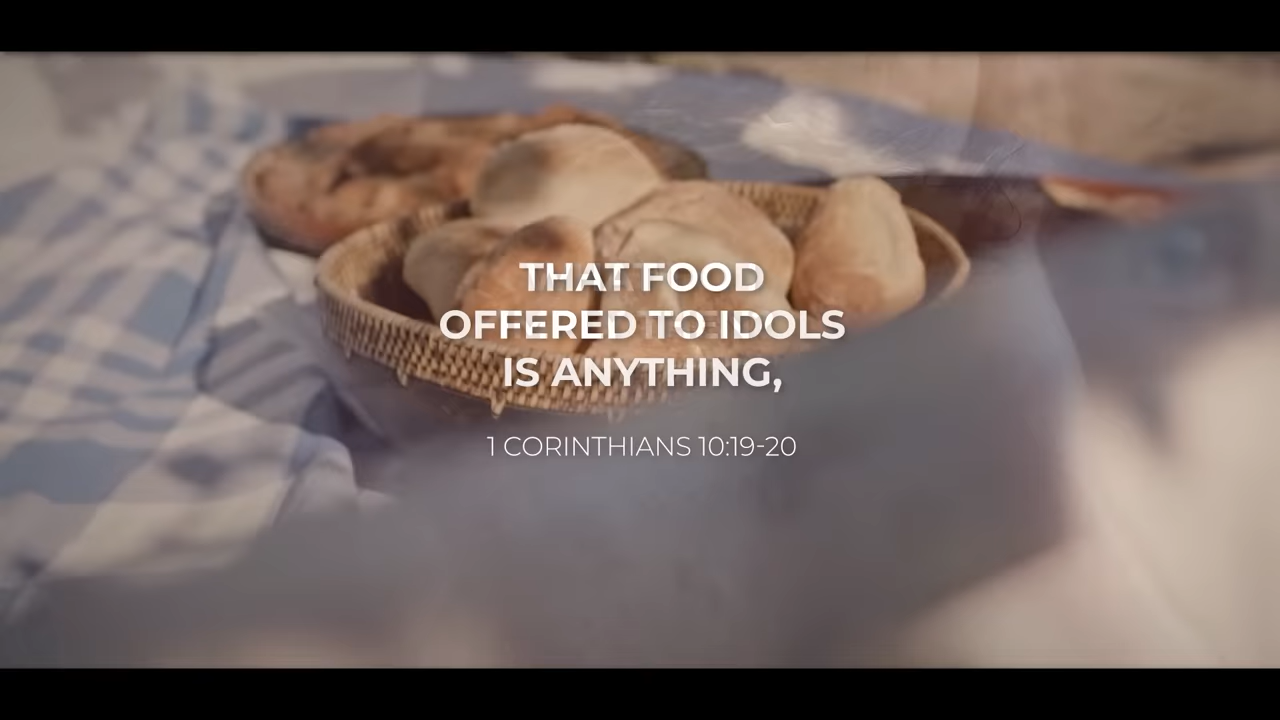 THAT FOOD
OFFERED TO IDOLS
IS ANYTHING,
1 CORINTHIANS 10:19-20